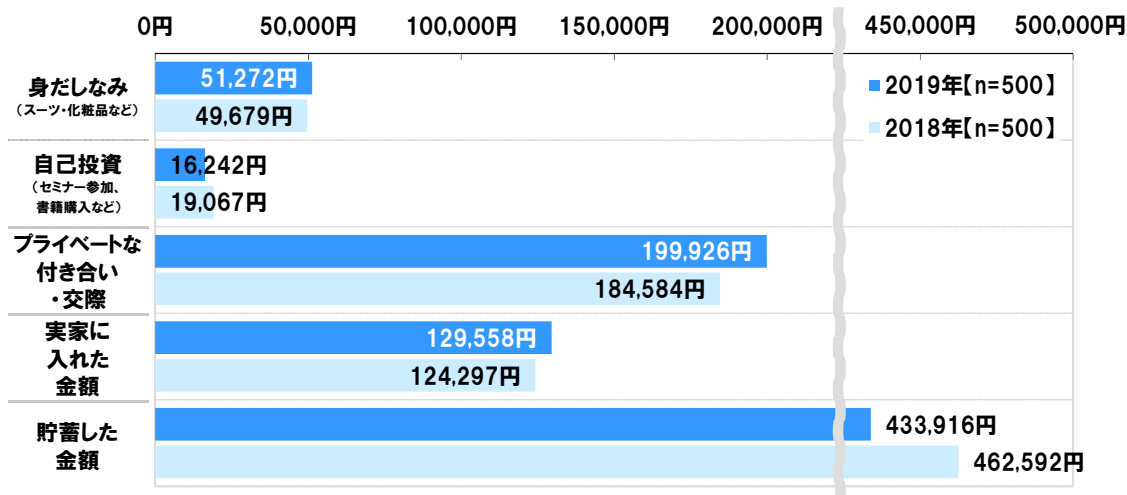 0円 50,000円 100,000円 150,000円 200,000円 450,000円 500,000円
2019年【n=500】
2018年【n=500】
身だしなみ
（スーツ・化粧品など）
51,272円
49,679円
自己投資
（セミナー参加、
書籍購入など）
16,242円
19,067円
プライベートな
付き合い
・交際
199,926円
184,584円
実家に
入れた
金額
129,558円
124,297円
貯蓄した
金額
433,916円
462,592円